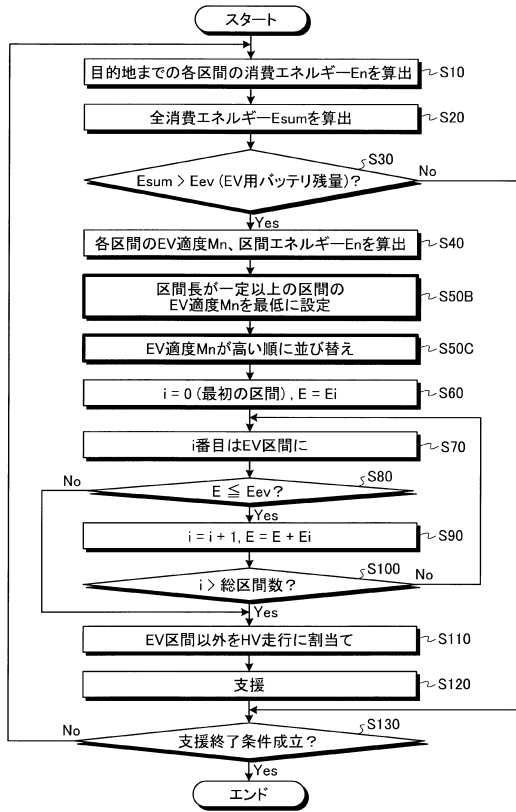 スタート
目的地までの各区間の消費エネルギーEnを算出
S10
全消費エネルギーEsumを算出
S20
S30
Esum > Eev (EV用バッテリ残量)?
No
Yes
各区間のEV適度Mn、区間エネルギーEnを算出
S40
区間長が一定以上の区間の
EV適度Mnを最低に設定
S50B
EV適度Mnが高い順に並び替え
S50C
i = 0 (最初の区間) , E = Ei
S60
i番目はEV区間に
S70
No
S80
E ≦ Eev?
Yes
i = i + 1, E = E + Ei
S90
S100
i > 総区間数?
No
Yes
EV区間以外をHV走行に割当て
S110
支援
S120
No
S130
支援終了条件成立?
Yes
エンド